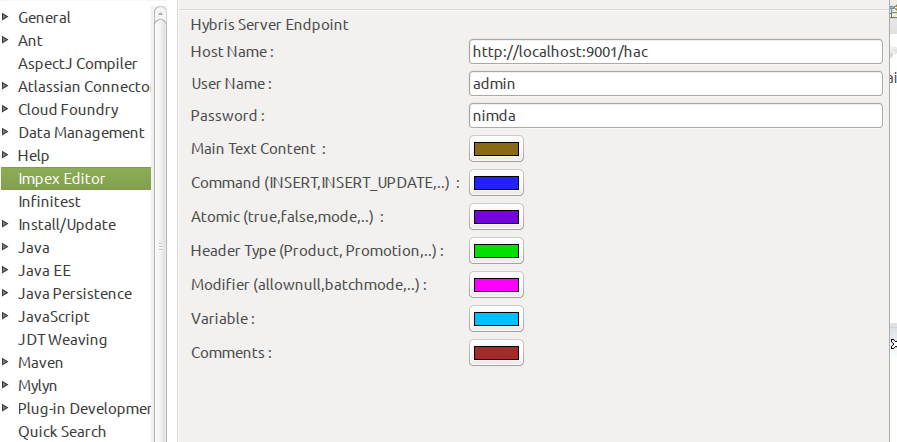 General
Ant
AspectJ Compiler
Atlassian Connecto
Cloud Foundry
Data Management
Help
Impex Editor
Infinitest
Install/Update
Java
Java EE
Java Persistence
JavaScript
JDT Weaving
Maven
Mylyn
Plug-in Developmer
Quick Search
Hybris Server Endpoint
Host Name : http://localhost:9001/hac
User Name : admin
Password : nimda
Main Text Content :
Command (INSERT,INSERT_UPDATE,..) :
Atomic (true,false,mode,..) :
Header Type (Product, Promotion,..) :
Modifier (allownull,batchmode,..) :
Variable :
Comments :